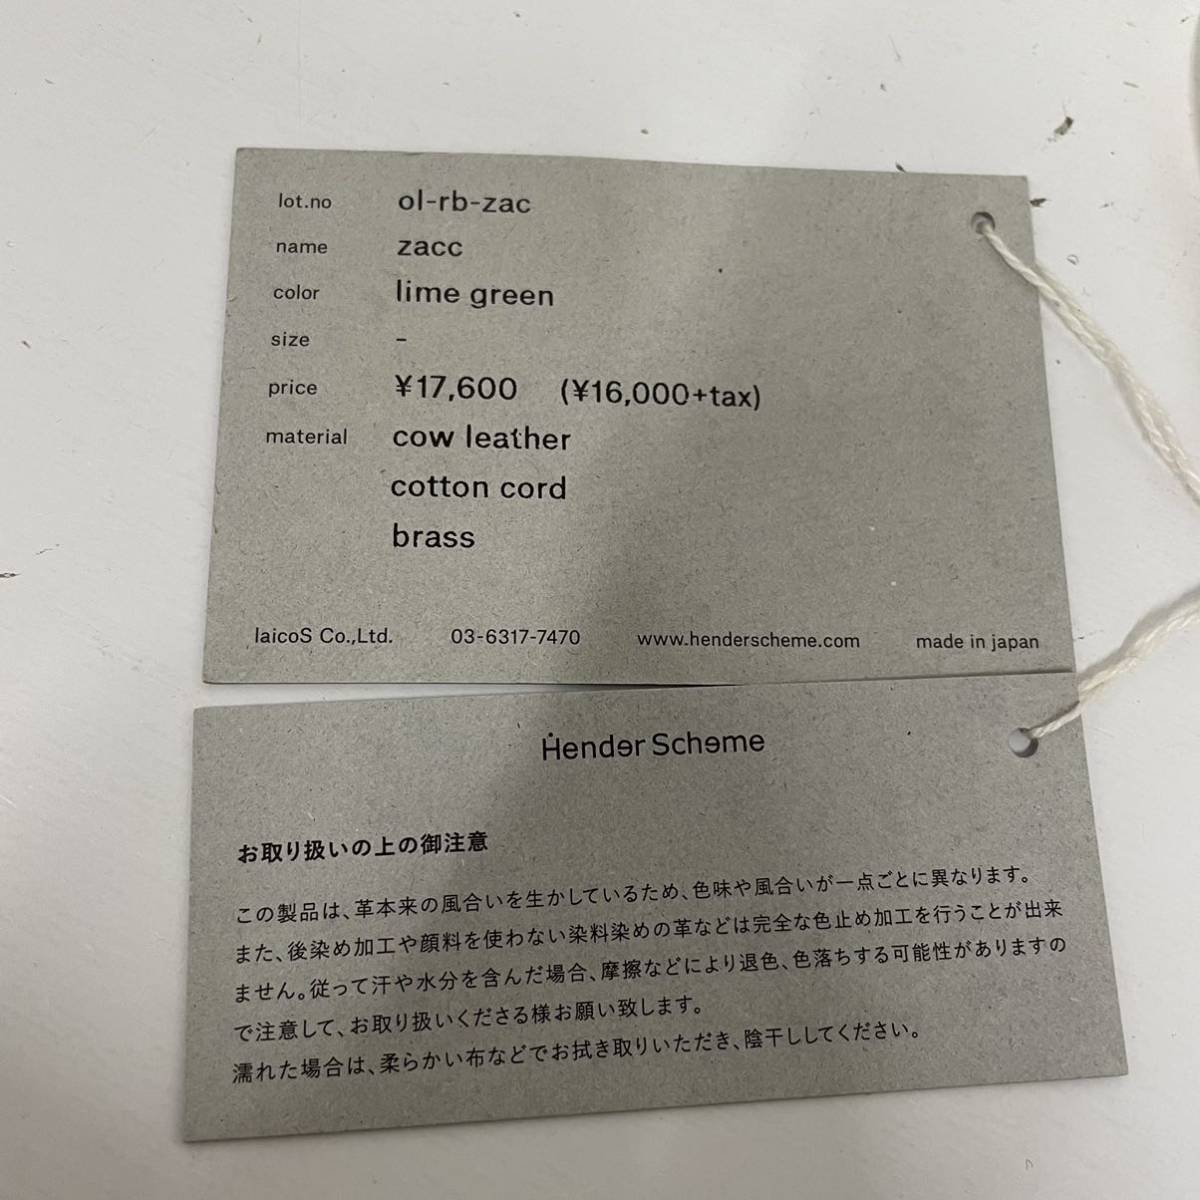 lot.no ol-rb-zac
name zacc
color lime green
size -
price ¥17,600 (¥16,000+tax)
material cow leather
cotton cord
brass
laicoS Co.,Ltd. 03-6317-7470 www.henderscheme.com made in japan
Hender Scheme
お取り扱いの上の御注意
この製品は、革本来の風合いを生かしているため、色味や風合いが一点ごとに異なります。
また、後染め加工や顔料を使わない染料染めの革などは完全な色止め加工を行うことが出来
ません。従って汗や水分を含んだ場合、摩擦などにより退色、色落ちする可能性がありますの
で注意して、お取り扱いくださる様お願い致します。
濡れた場合は、柔らかい布などでお拭き取りいただき、陰干ししてください。